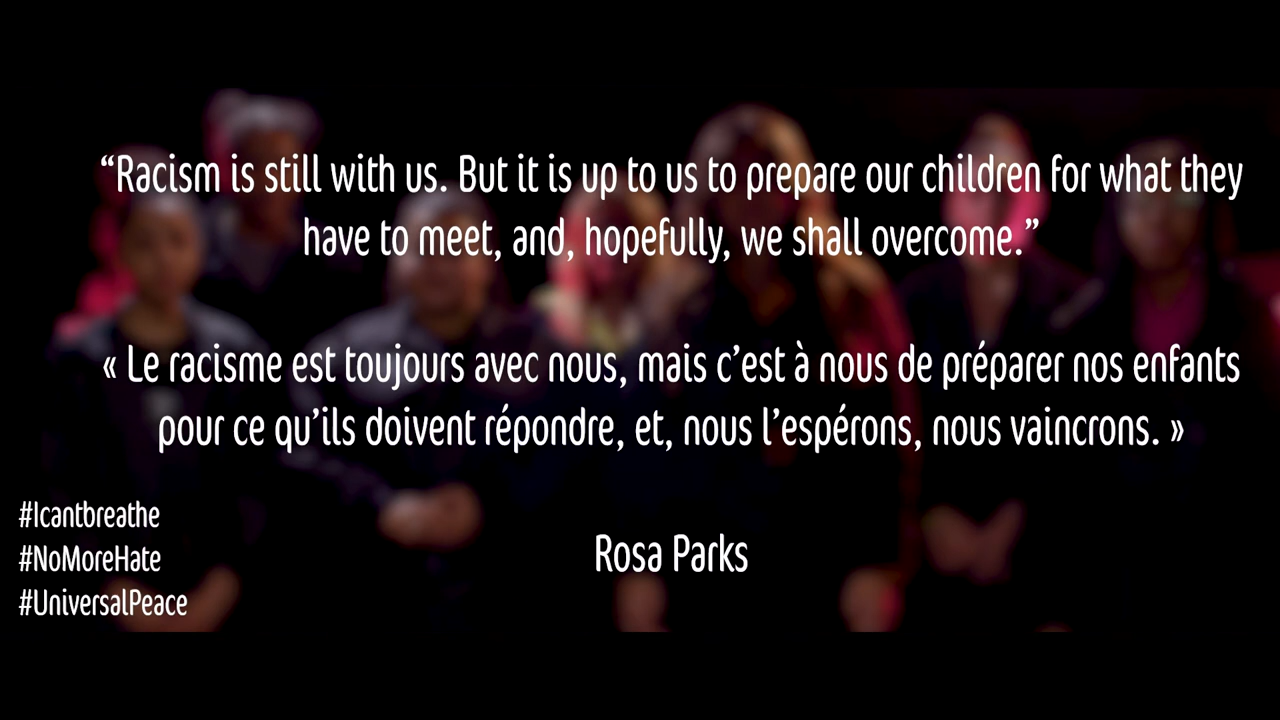 “Racism is still with us. But it is up to us to prepare our children for what they
have to meet, and, hopefully, we shall overcome.”
« Le racisme est toujours avec nous, mais c’est à nous de préparer nos enfants
pour ce qu’ils doivent répondre, et, nous l’espérons, nous vaincrons. »
Rosa Parks
#Icantbreathe
#NoMoreHate
#UniversalPeace